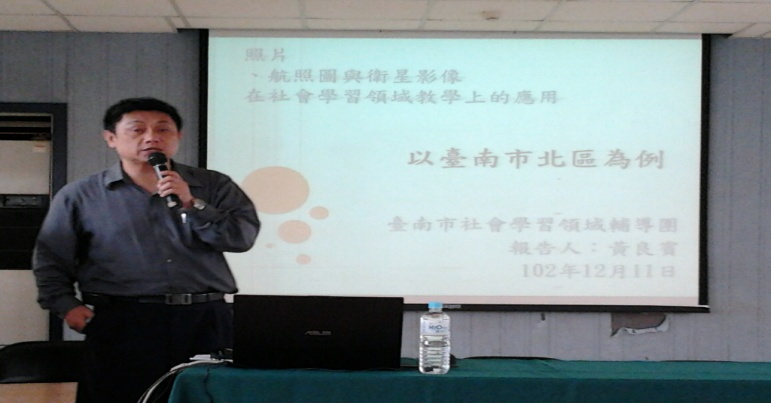 照片
、航照圖與衛星影像
在社會學習領域教學上的應用
以臺南市北區為例
臺南市社會學習領域輔導團
報告人：黃良賓
102年12月11日
ASUS